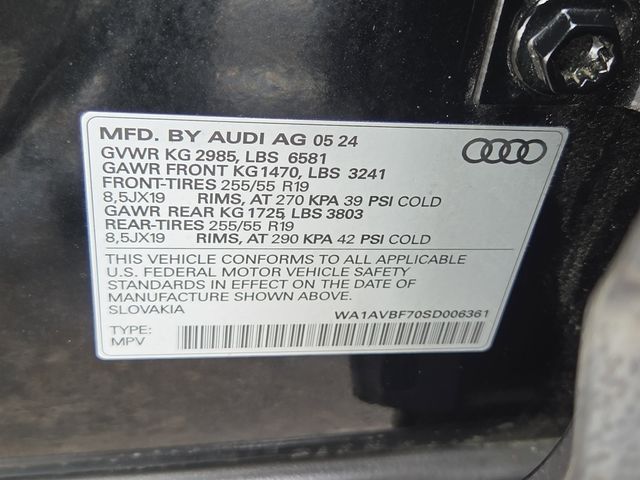 MFD. BY AUDI AG 05 24
GVWR KG 2985, LBS 6581
GAWR FRONT KG 1470, LBS 3241
FRONT-TIRES 255/55 R19
8,5JX19 RIMS, AT 270 KPA 39 PSI COLD
GAWR REAR KG 1725, LBS 3803
REAR-TIRES 255/55 R19
8,5JX19 RIMS, AT 290 KPA 42 PSI COLD
THIS VEHICLE CONFORMS TO ALL APPLICABLE
U.S. FEDERAL MOTOR VEHICLE SAFETY
STANDARDS IN EFFECT ON THE DATE OF
MANUFACTURE SHOWN ABOVE.
SLOVAKIA WA1AVBF70SD006361
TYPE:
MPV